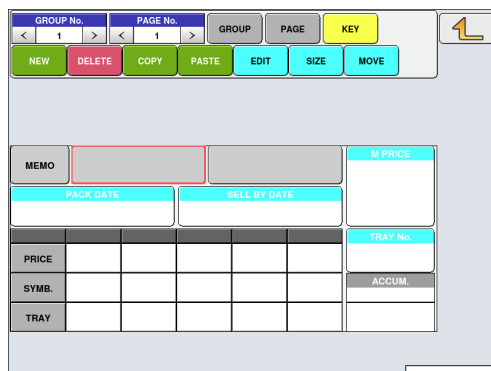 GROUP No. PAGE No.
< 1 > < 1 > GROUP PAGE KEY
NEW DELETE COPY PASTE EDIT SIZE MOVE
MEMO M PRICE
PACK DATE SELL BY DATE
TRAY No.
PRICE
SYMB. ACCUM.
TRAY